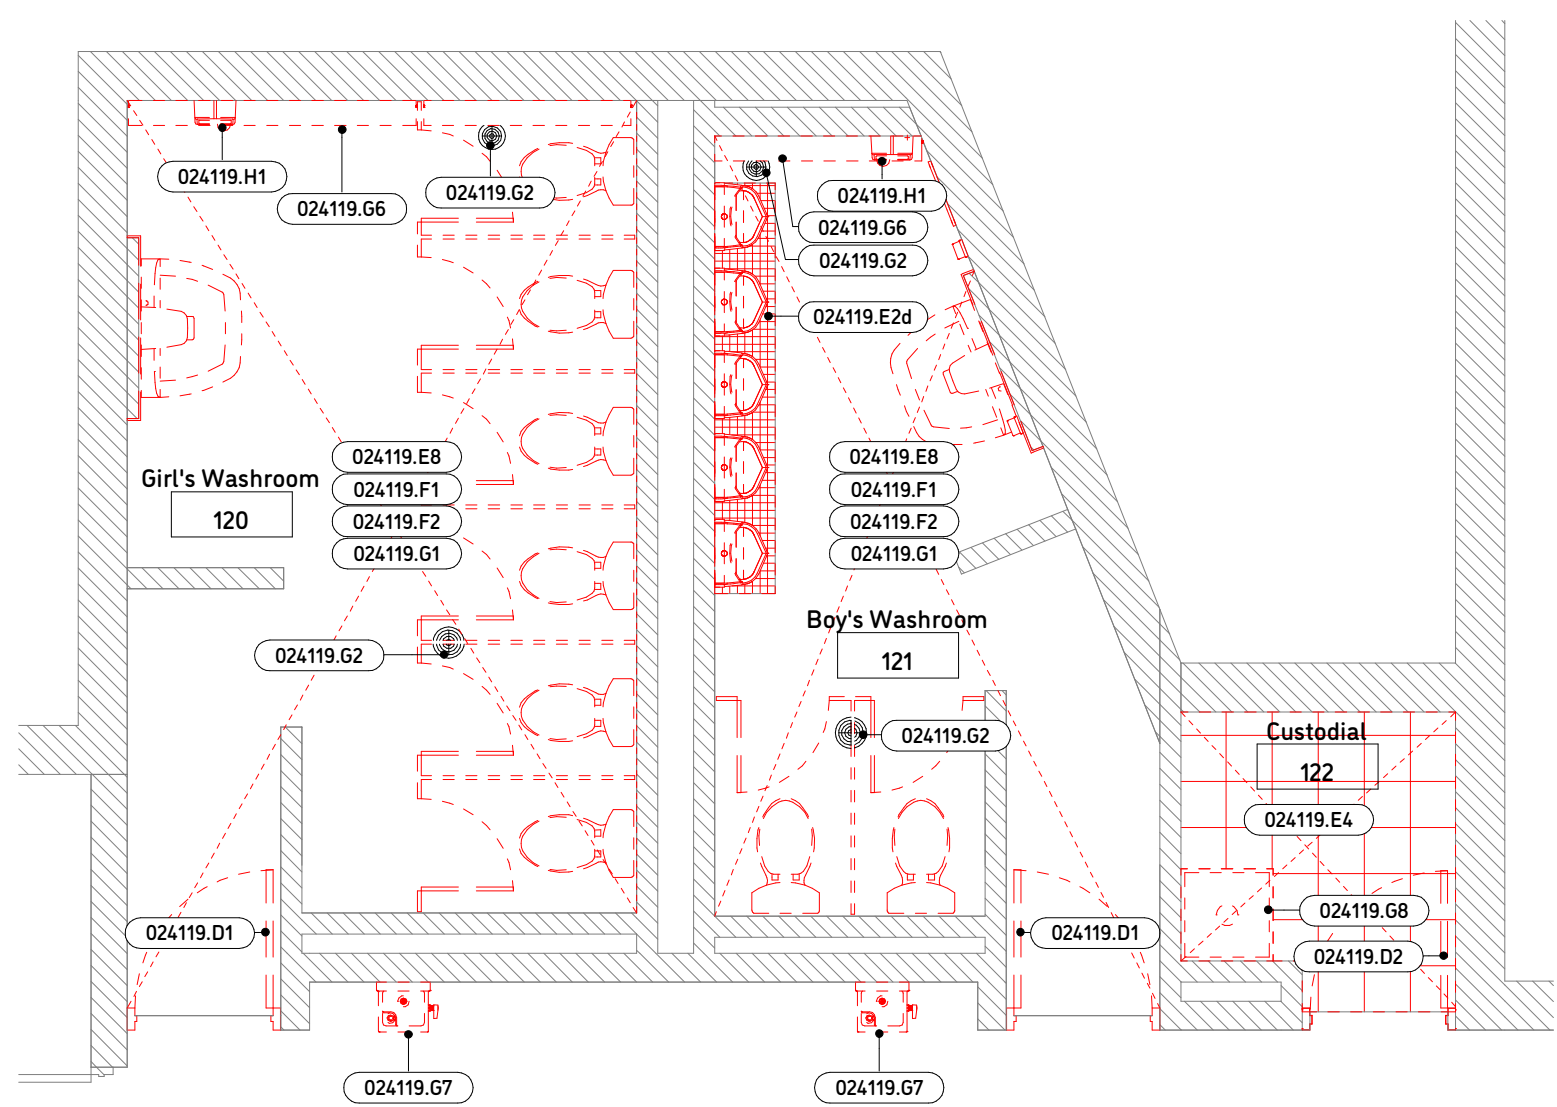 024119.H1
024119.G6
024119.G2
024119.H1
024119.G6
024119.G2
024119.E2d
024119.E8
024119.F1
024119.F2
024119.G1
Girl's Washroom
120
024119.E8
024119.F1
024119.F2
024119.G1
024119.G2
Boy's Washroom
121
024119.G2
Custodial
122
024119.E4
024119.D1
024119.D1
024119.G8
024119.D2
024119.G7
024119.G7